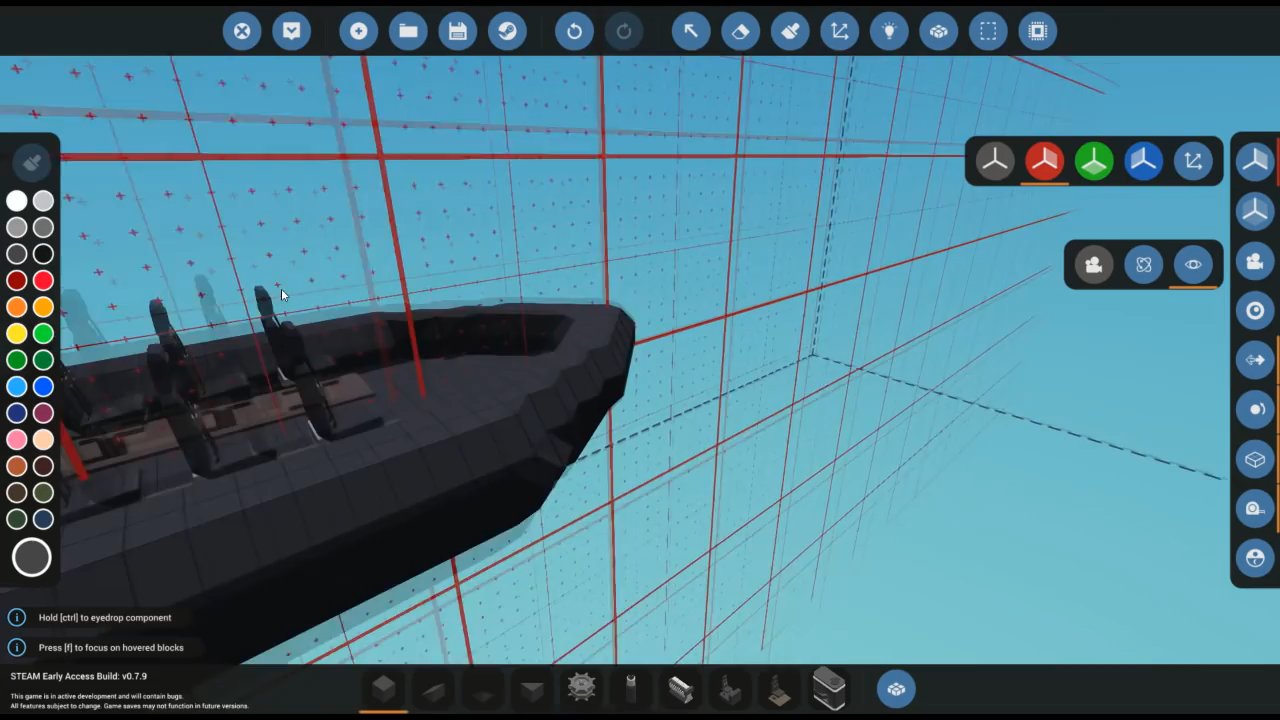 Hold [ctrl] to eyedrop component
Press [f] to focus on hovered blocks
STEAM Early Access Build: v0.7.9
This game is in active development and will contain bugs.
All features subject to change. Game saves may not function in future versions.